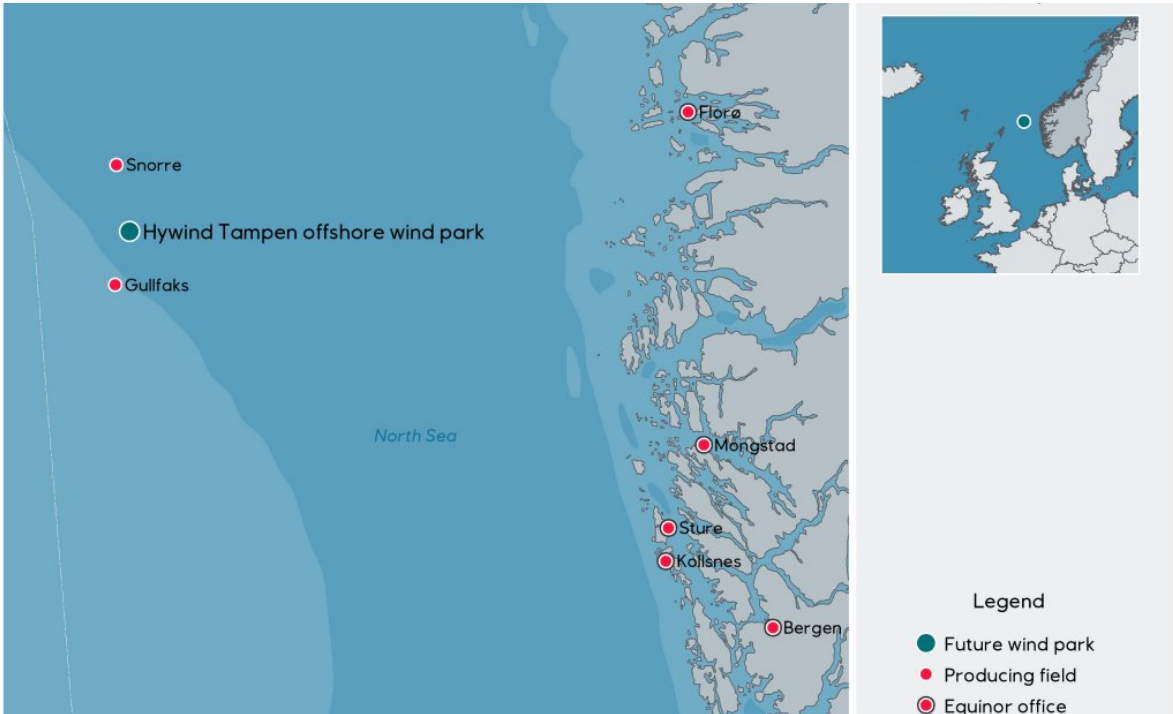 Florø
Snorre
Hywind Tampen offshore wind park
Gullfaks
North Sea
Mongstad
Sture
Kollsnes
Bergen
Legend
Future wind park
Producing field
Equinor office